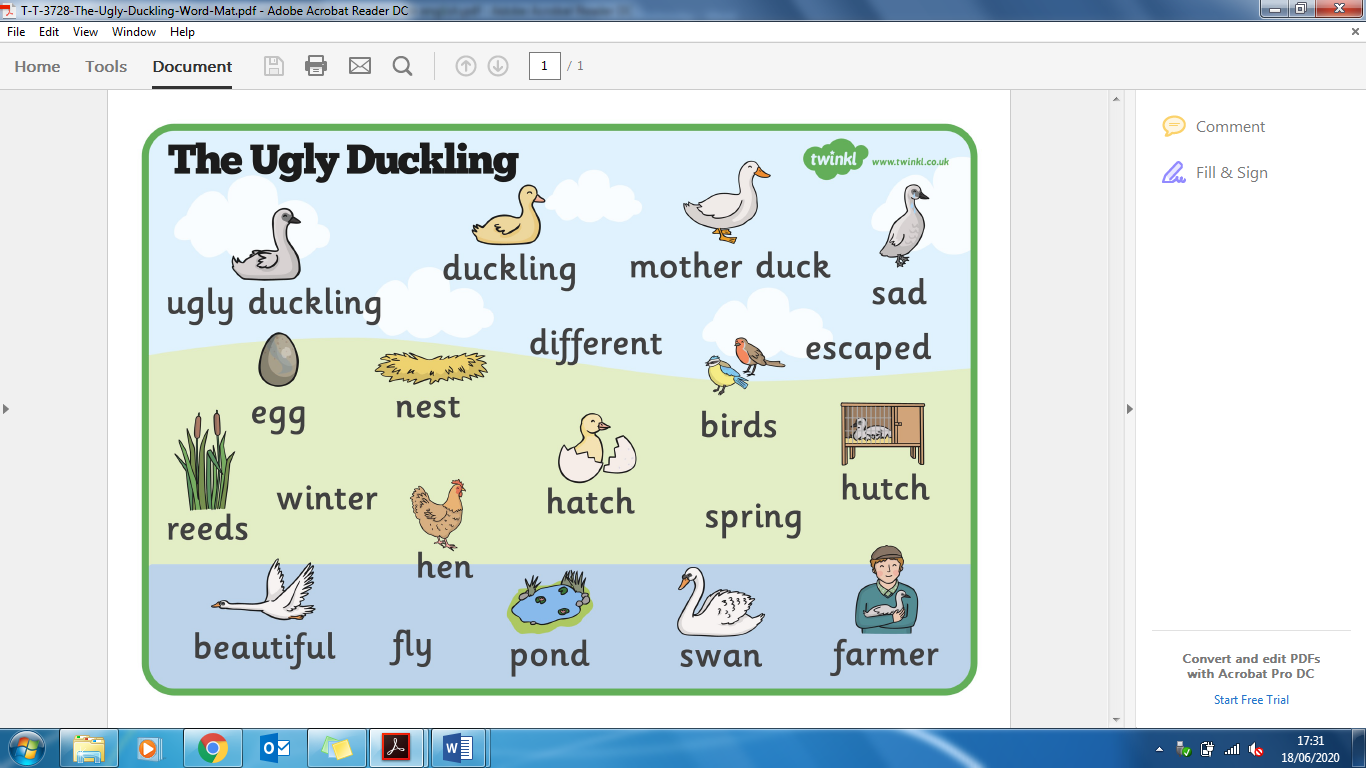 T-T-3728-The-Ugly-Duckling-Word-Mat.pdf - Adobe Acrobat Reader DC
File Edit View Window Help
Home Tools Document 1 / 1
Comment
Fill & Sign
The Ugly Duckling
twinkl www.twinkl.co.uk
ugly duckling
duckling
mother duck
sad
egg
nest
different
birds
escaped
reeds
winter
hen
hatch
spring
hutch
beautiful
fly
pond
swan
farmer
Convert and edit PDFs
with Acrobat Pro DC
Start Free Trial
17:31
18/06/2020